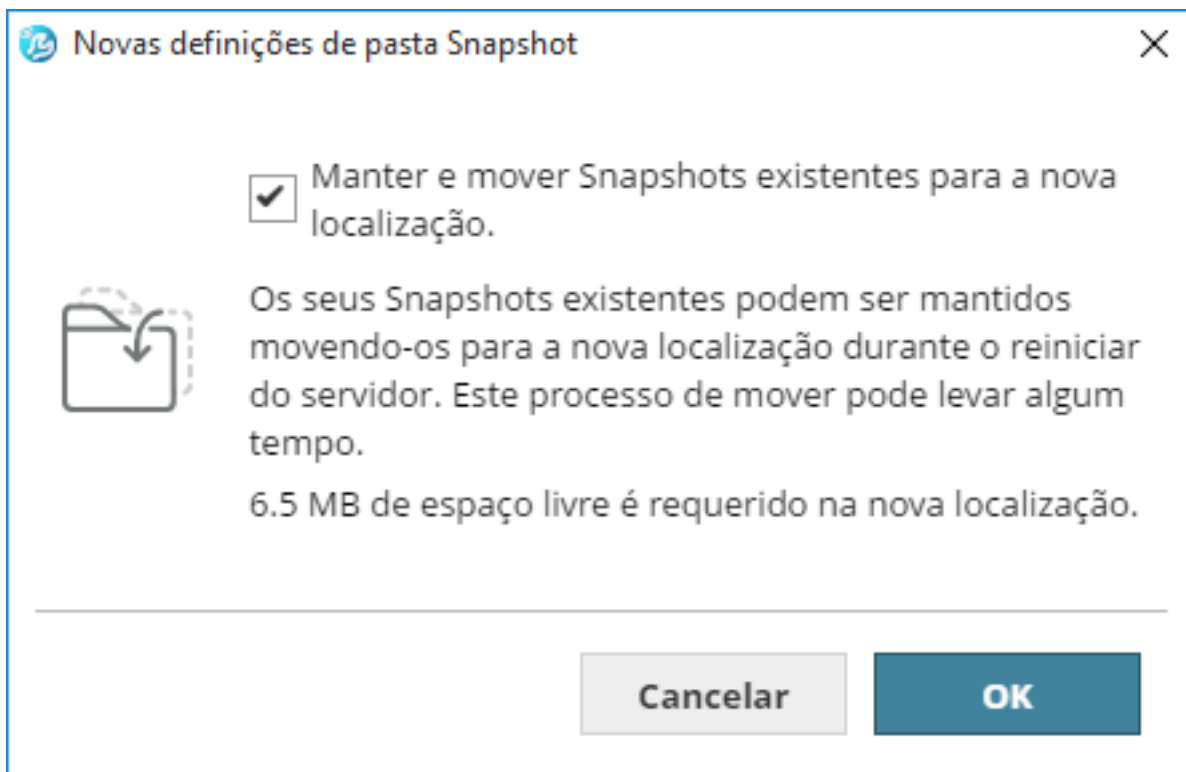 Novas definições de pasta Snapshot
Manter e mover Snapshots existentes para a nova
localização.
Os seus Snapshots existentes podem ser mantidos
movendo-os para a nova localização durante o reiniciar
do servidor. Este processo de mover pode levar algum
tempo.
6.5 MB de espaço livre é requerido na nova localização.
Cancelar
OK